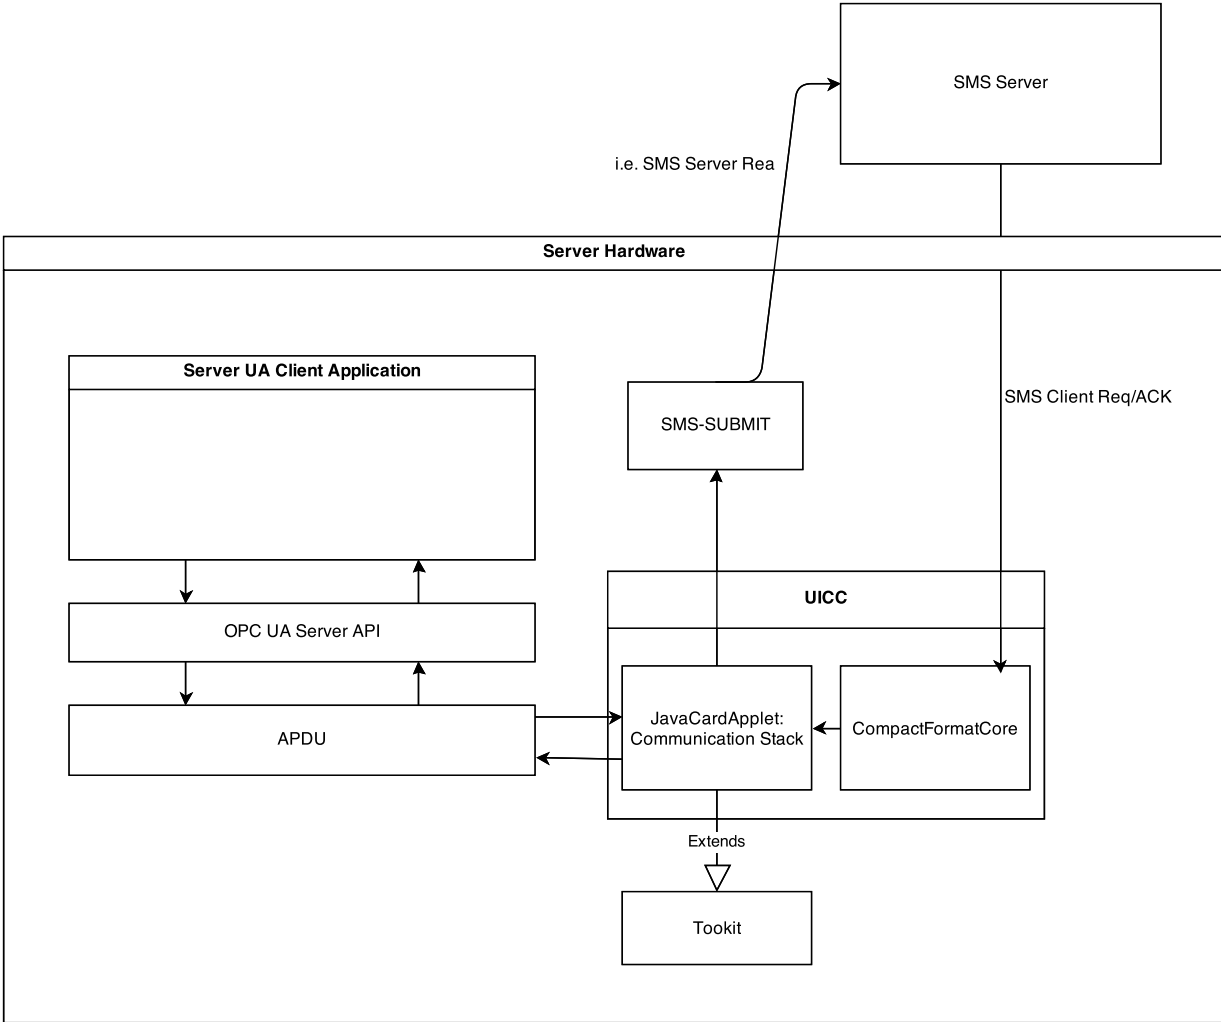 SMS Server
i.e. SMS Server Rea
Server Hardware
Server UA Client Application
SMS Client Req/ACK
SMS-SUBMIT
UICC
OPC UA Server API
JavaCardApplet:
Communication Stack
CompactFormatCore
APDU
Extends
Tookit